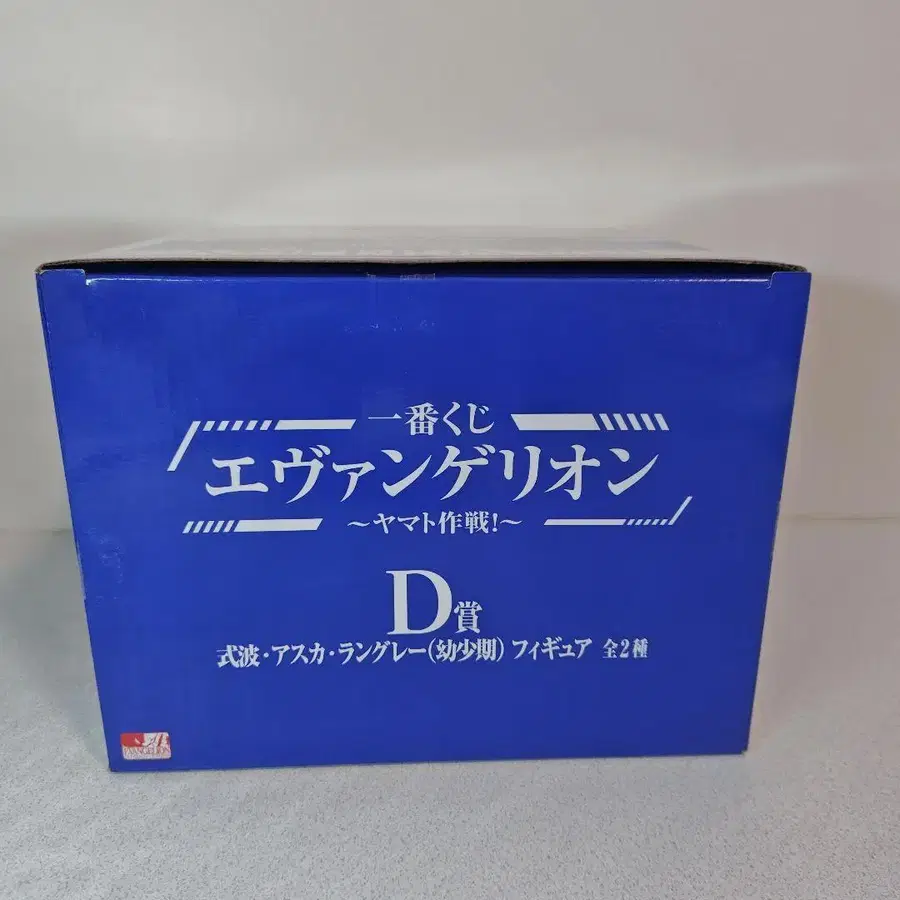 一番くじ
エヴァンゲリオン
～ヤマト作戦!～
D賞
式波・アスカ・ラングレー(幼少期) フィギュア 全2種
EVANGELION